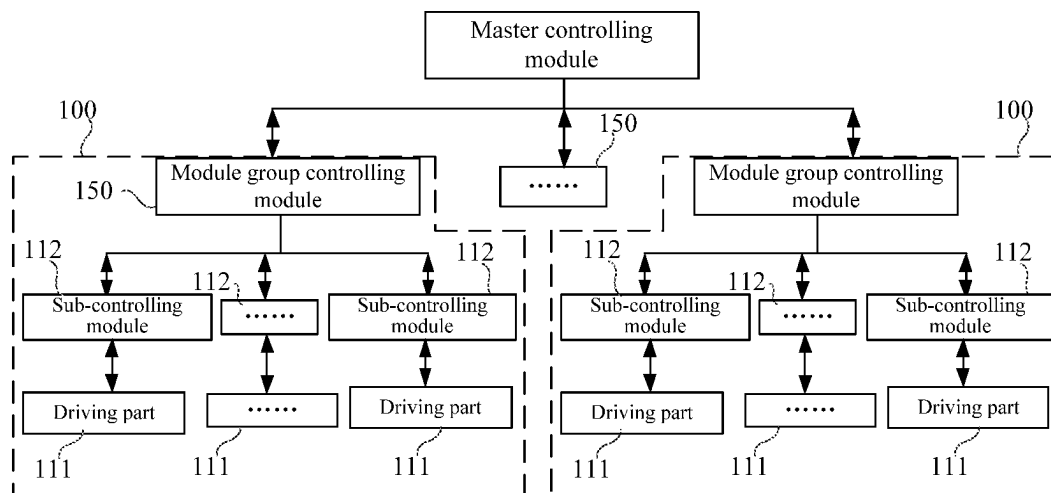 Master controlling
module
100
150
100
Module group controlling
module
150
……
Module group controlling
module
112
112
112
112
112
112
Sub-controlling
module
……
Sub-controlling
module
Sub-controlling
module
……
Sub-controlling
module
Driving part
……
Driving part
Driving part
……
Driving part
111
111
111
111
111
111